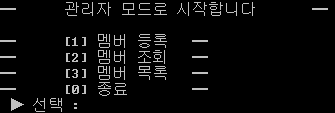 관리자 모드로 시작합니다
[1] 멤버 등록
[2] 멤버 조회
[3] 멤버 목록
[0] 종료
▶ 선택 :